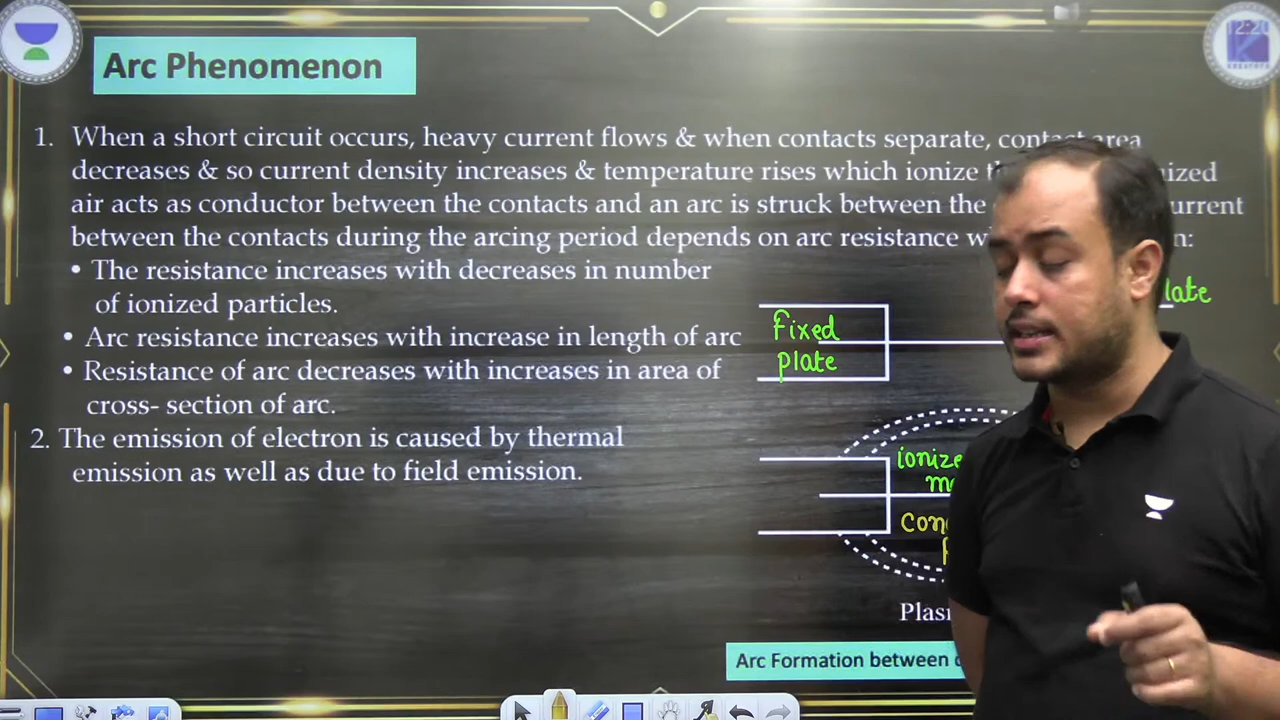 Arc Phenomenon
12:20
1. When a short circuit occurs, heavy current flows & when contacts separate, contact area
decreases & so current density increases & temperature rises which ionize
air acts as conductor between the contacts and an arc is struck between the
between the contacts during the arcing period depends on arc resistance
• The resistance increases with decreases in number
of ionized particles.
• Arc resistance increases with increase in length of arc
• Resistance of arc decreases with increases in area of
cross- section of arc.
2. The emission of electron is caused by thermal
emission as well as due to field emission.
Fixed
plate
Arc Formation between